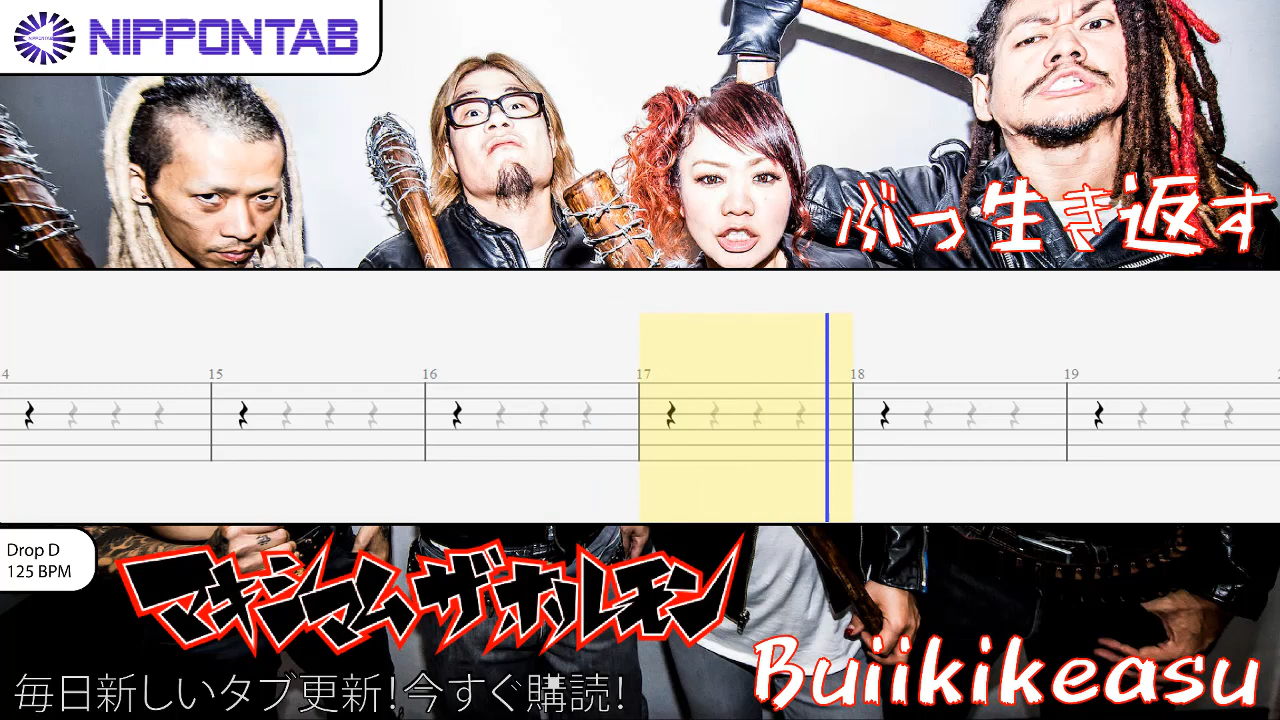 NIPPONTAB
ぶっ生き返す
4 15 16 17 18 19
Drop D
125 BPM
マキシマム ザ ホルモン
Buiikikeasu
毎日新しいタブ更新！今すぐ購読！